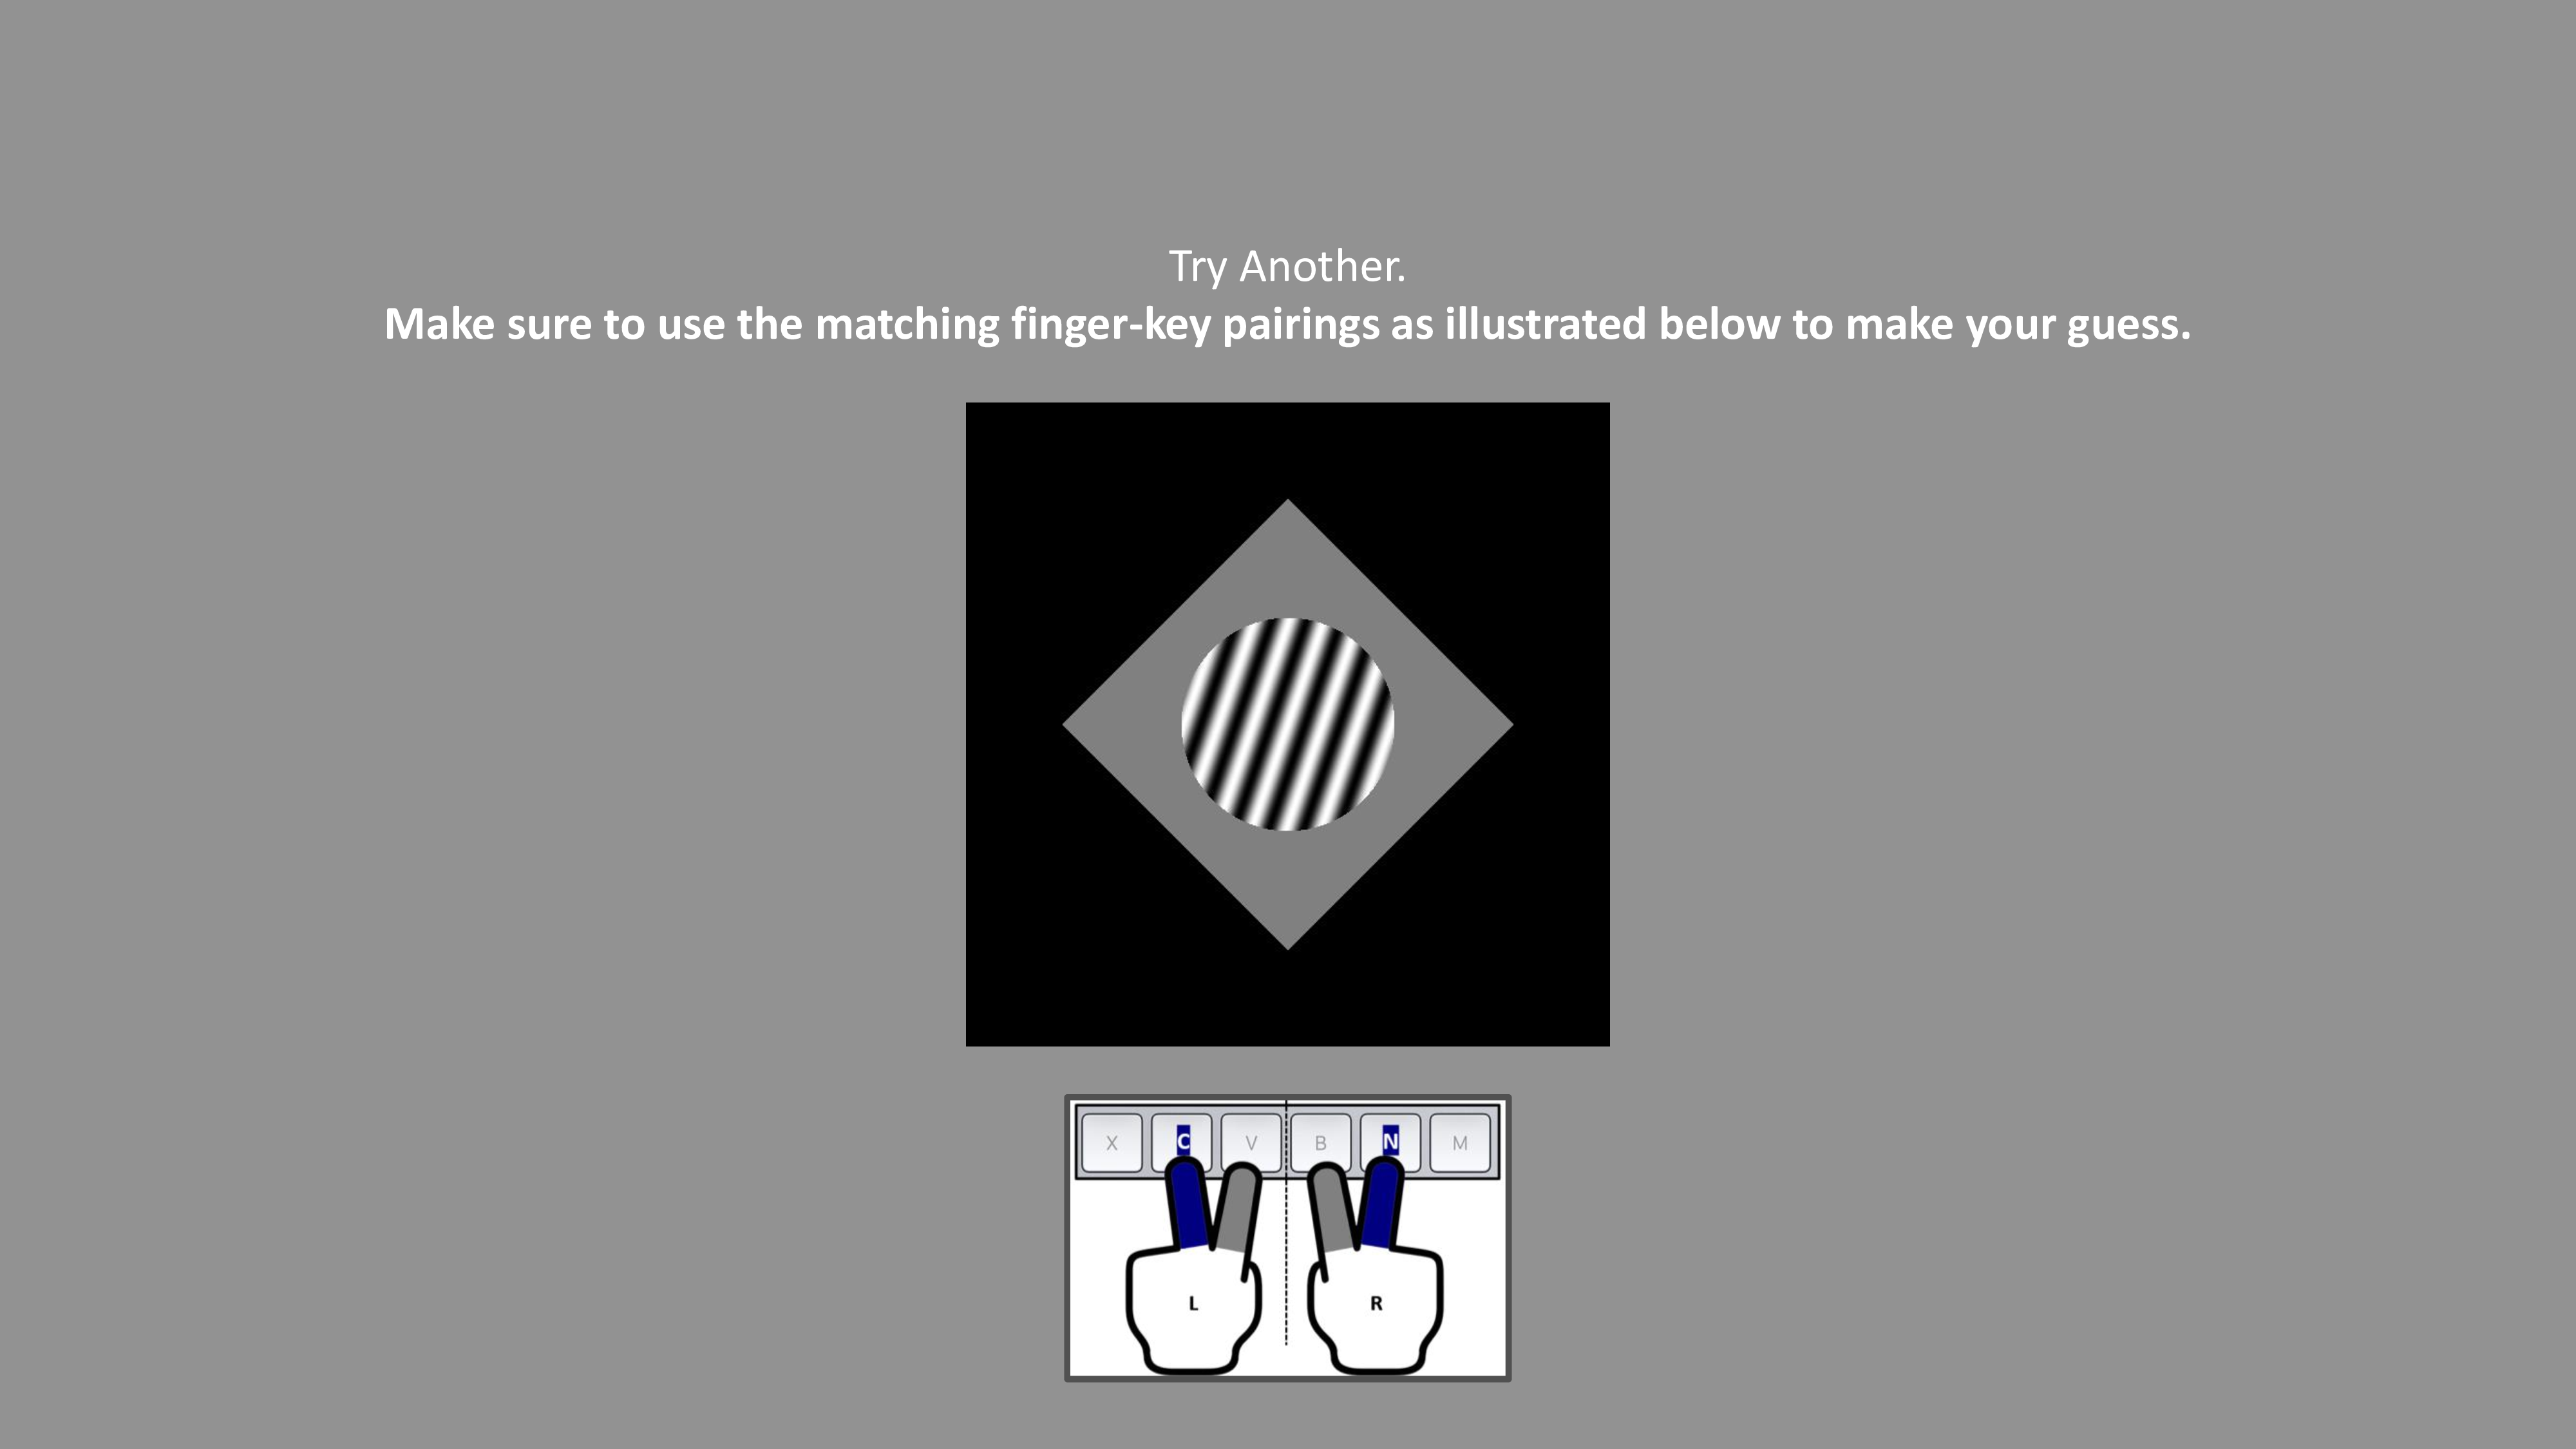 Try Another.
Make sure to use the matching finger-key pairings as illustrated below to make your guess.
X C V B N M
L R